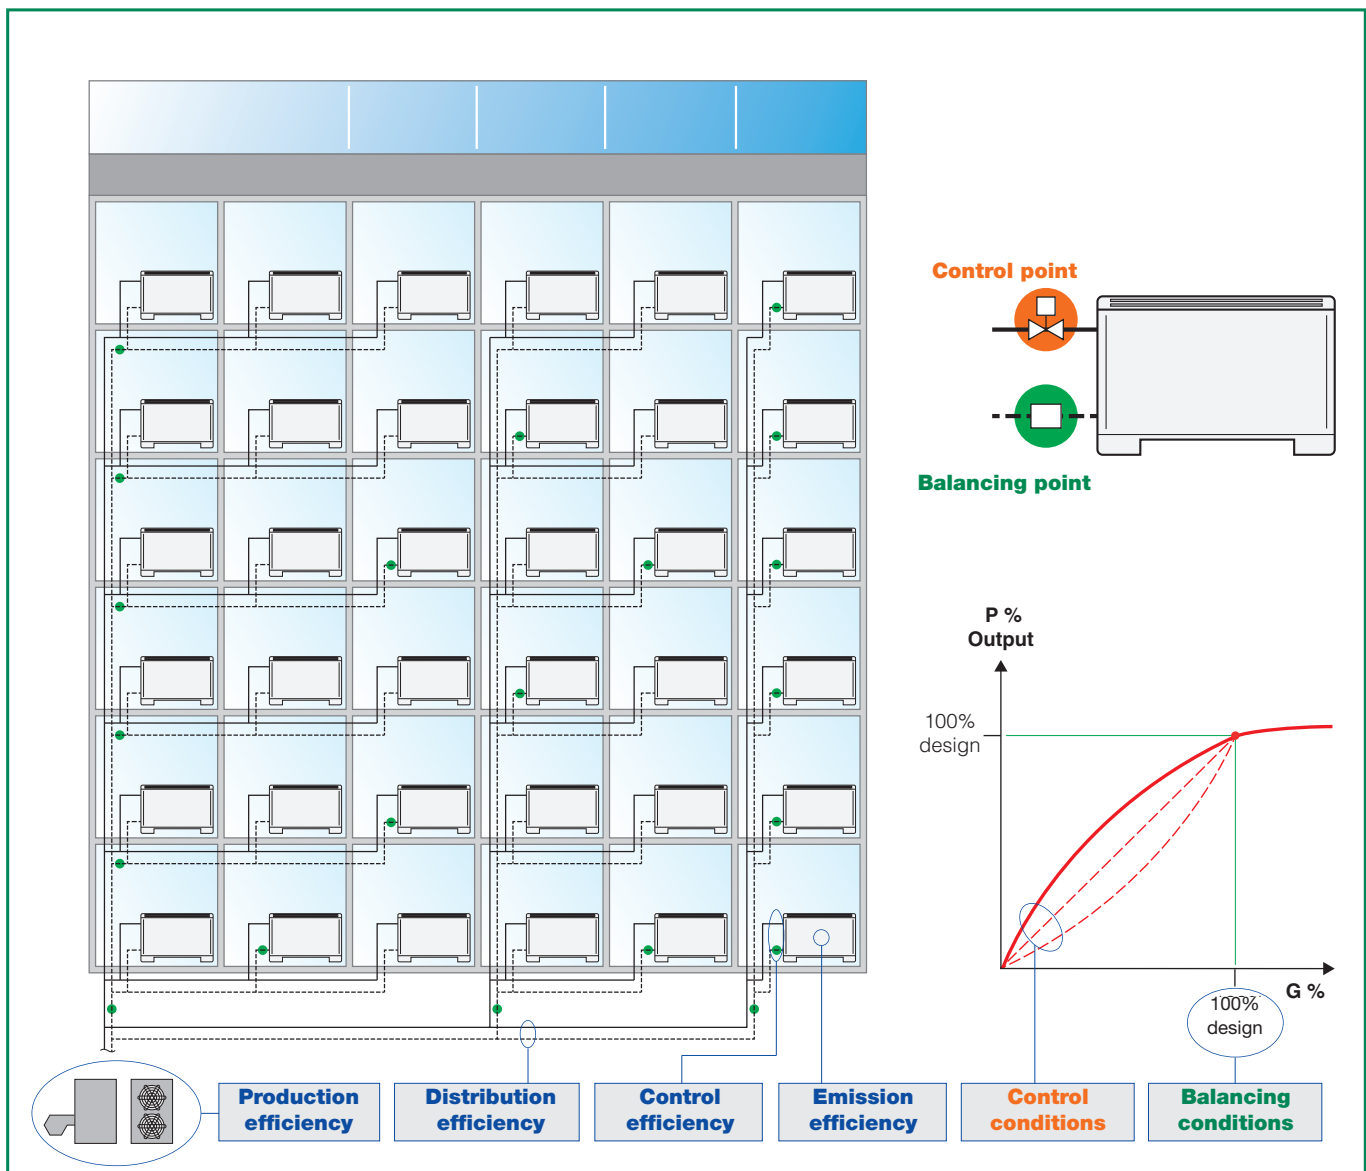 Control point
Balancing point
P %
Output
100%
design
G %
100%
design
Production
efficiency
Distribution
efficiency
Control
efficiency
Emission
efficiency
Control
conditions
Balancing
conditions